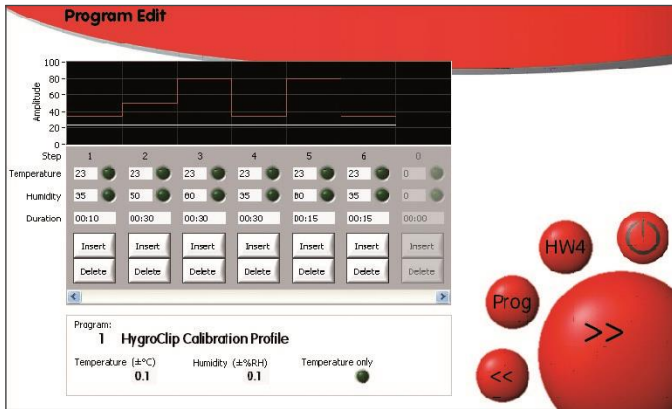 Program Edit
100
80
60
40
20
0
Amplitude
Step 1 2 3 4 5 6 0
Temperature 23 23 23 23 23 23 0
Humidity 35 50 80 35 80 35 0
Duration 00:10 00:30 00:30 00:30 00:15 00:15 00:00
Insert Insert Insert Insert Insert Insert Insert
Delete Delete Delete Delete Delete Delete Delete
Program:
1 HygroClip Calibration Profile
Temperature (±°C) Humidity (±%RH) Temperature only
0.1 0.1
HW4
Prog
>>
<<